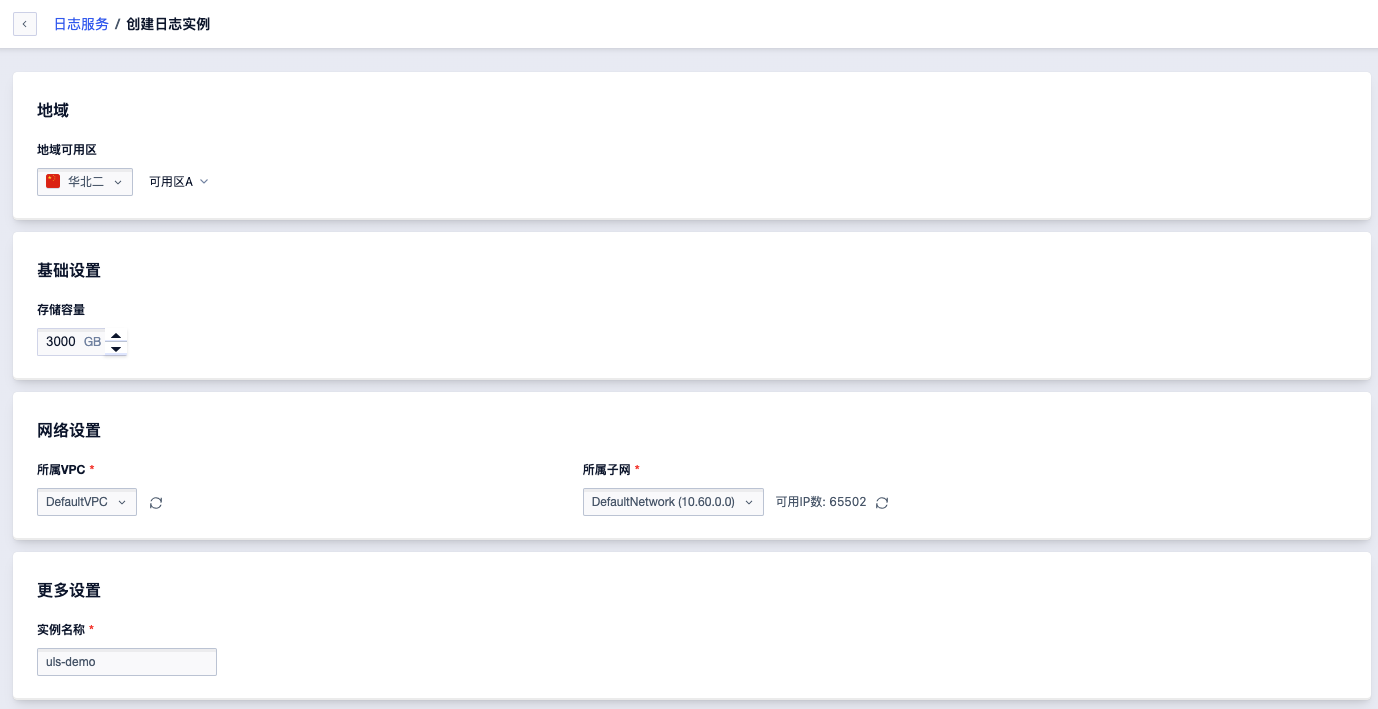 日志服务 / 创建日志实例
地域
地域可用区
华北二 可用区A
基础设置
存储容量
3000 GB
网络设置
所属VPC * 所属子网 *
DefaultVPC DefaultNetwork (10.60.0.0) 可用IP数: 65502
更多设置
实例名称 *
uls-demo